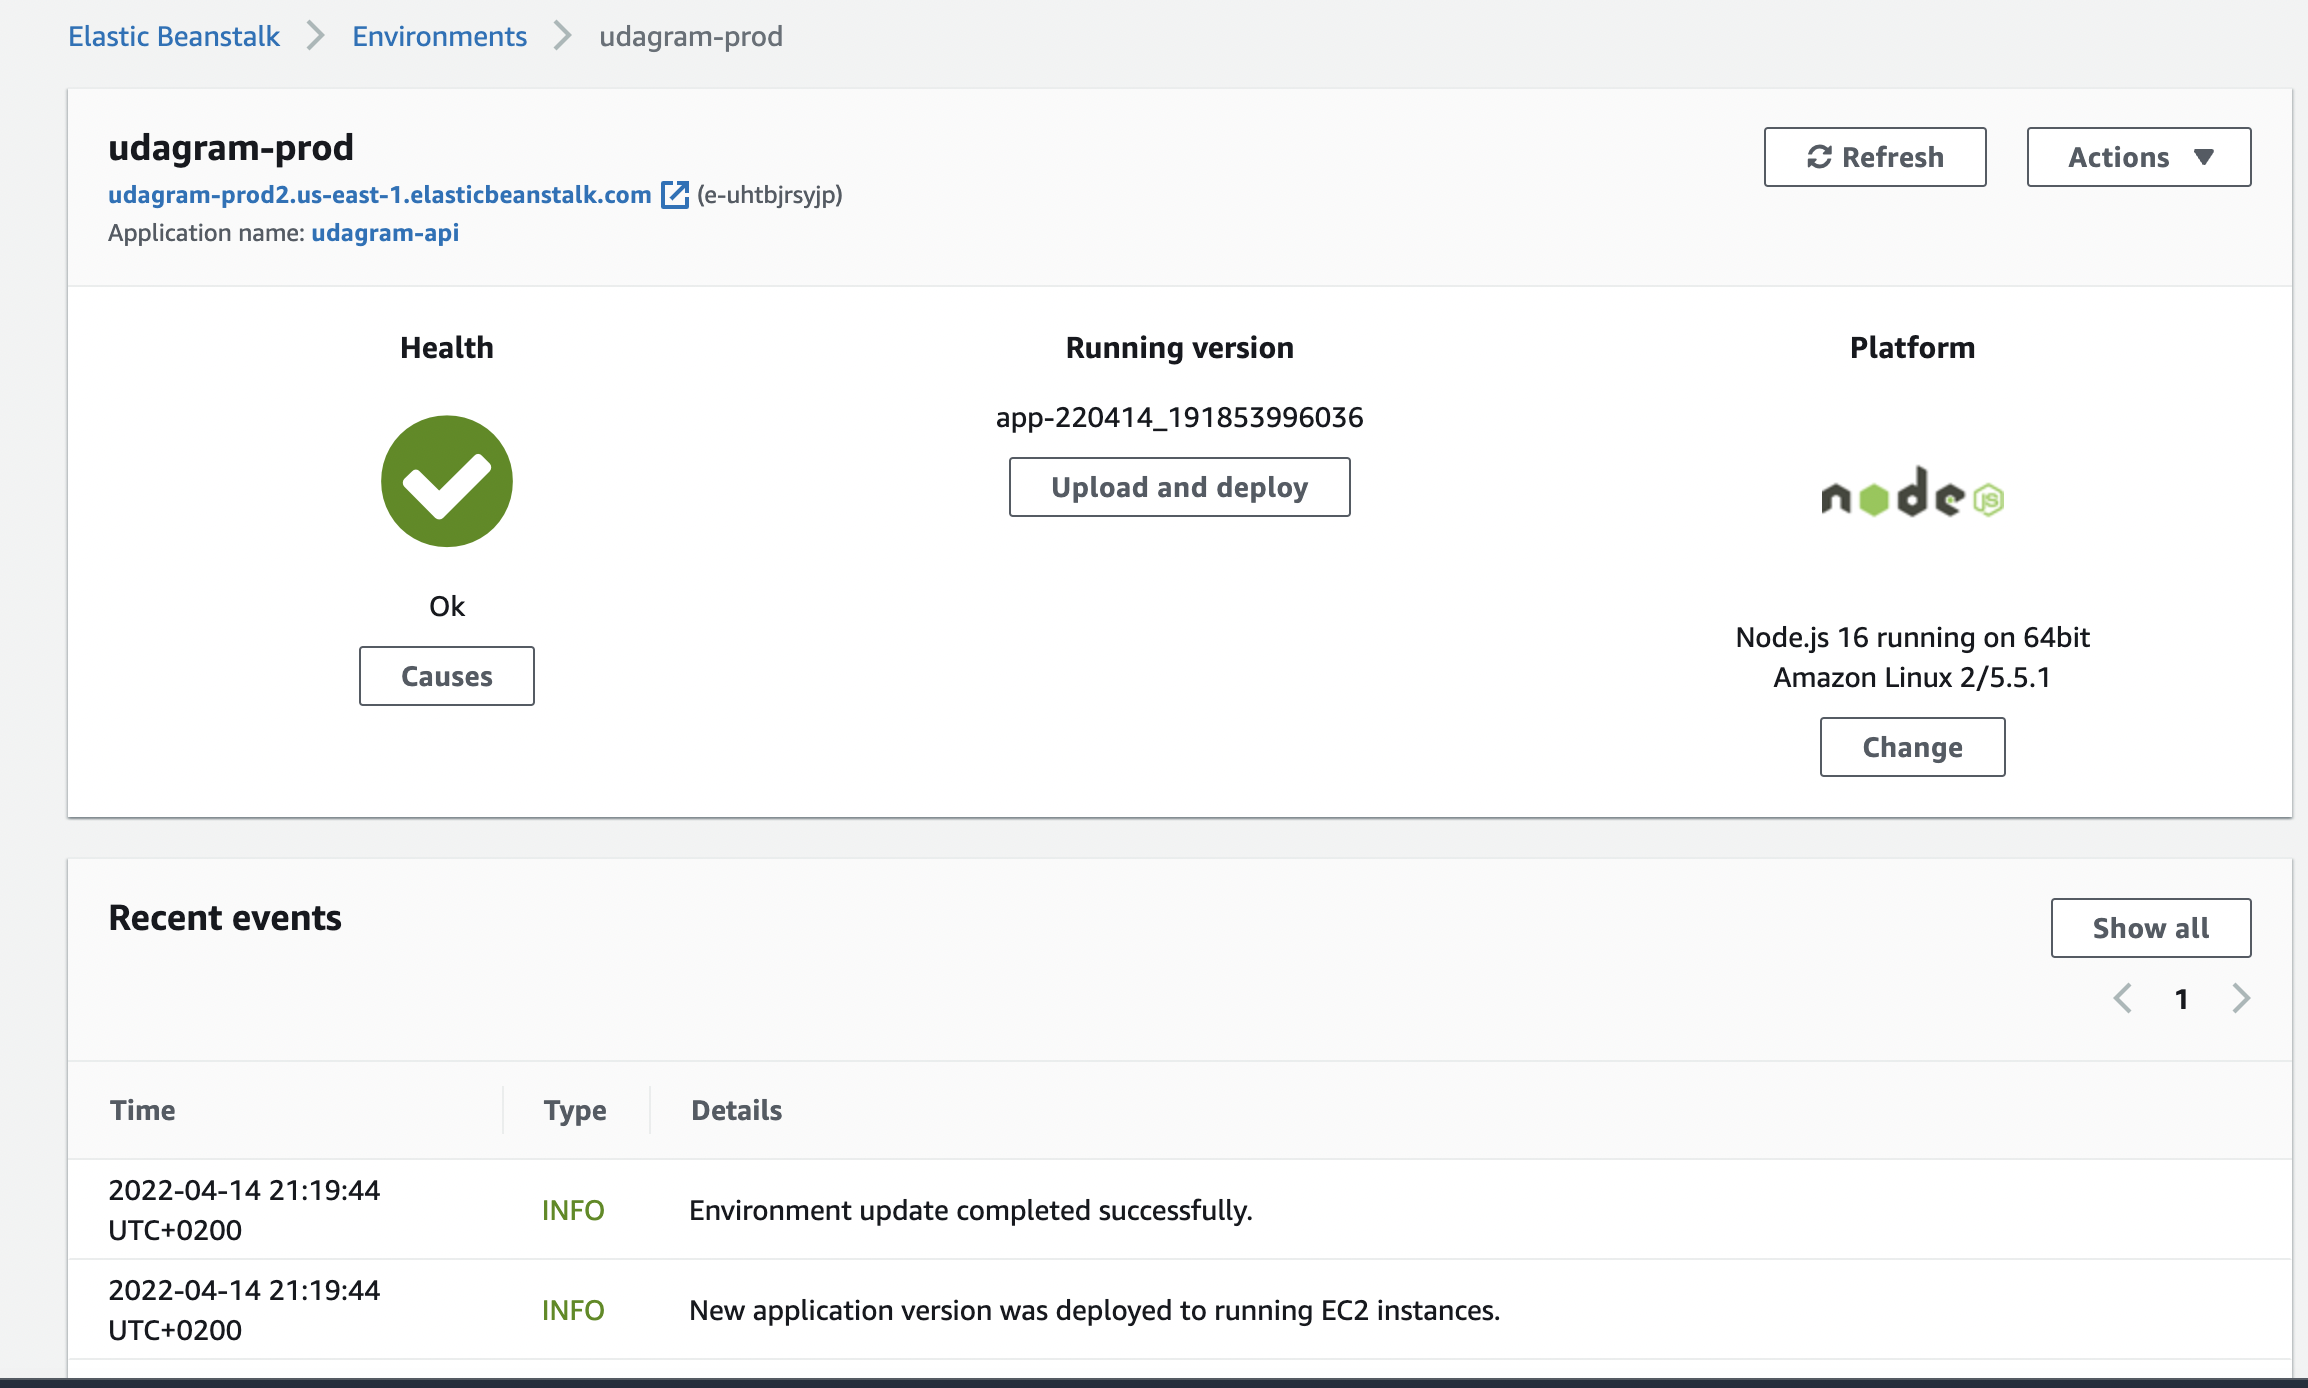 Elastic Beanstalk > Environments > udagram-prod
udagram-prod
Refresh
Actions ▼
udagram-prod2.us-east-1.elasticbeanstalk.com (e-uhtbjrsyjp)
Application name: udagram-api
Health
Running version
Platform
app-220414_191853996036
Upload and deploy
node JS
Ok
Node.js 16 running on 64bit
Amazon Linux 2/5.5.1
Causes
Change
Recent events
Show all
< 1 >
Time Type Details
2022-04-14 21:19:44
UTC+0200
INFO
Environment update completed successfully.
2022-04-14 21:19:44
UTC+0200
INFO
New application version was deployed to running EC2 instances.